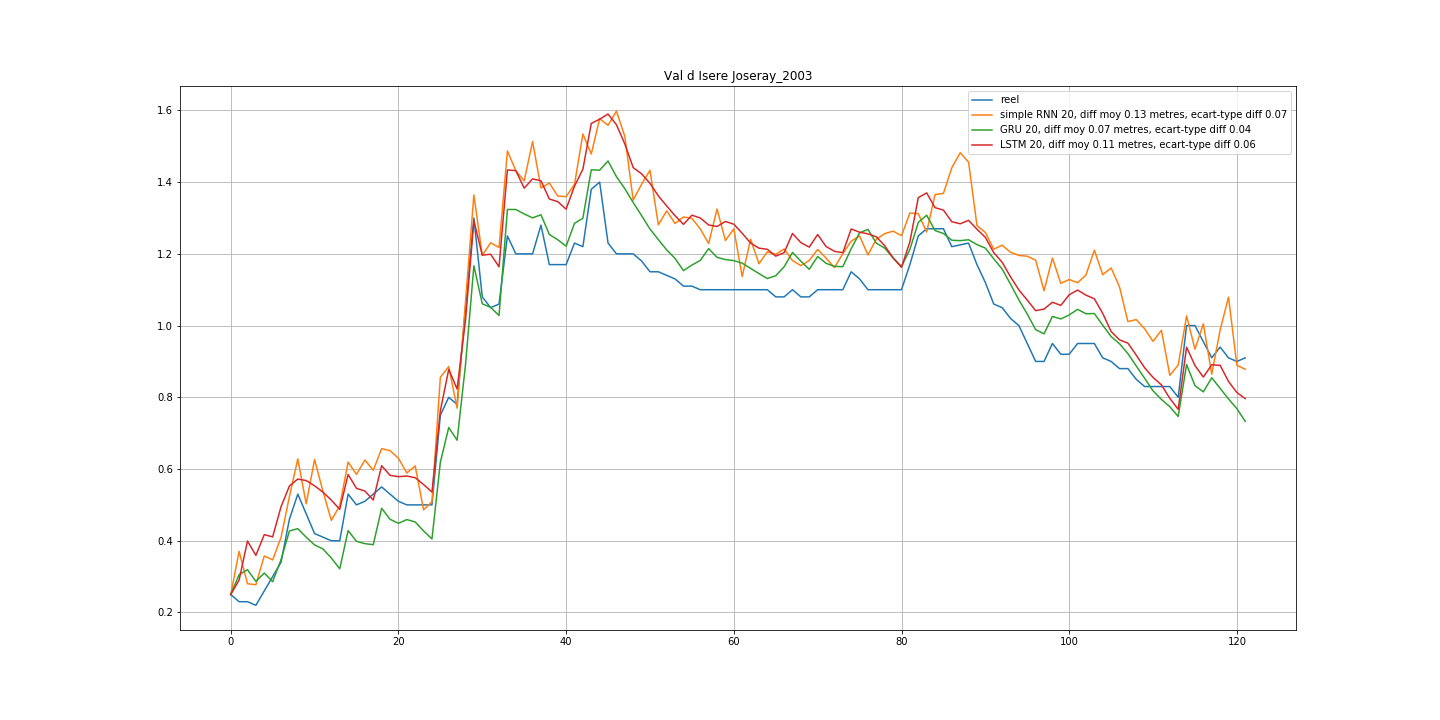 Val d Isere Joseray_2003
reel
simple RNN 20, diff moy 0.13 metres, ecart-type diff 0.07
GRU 20, diff moy 0.07 metres, ecart-type diff 0.04
LSTM 20, diff moy 0.11 metres, ecart-type diff 0.06
1.6
1.4
1.2
1.0
0.8
0.6
0.4
0.2
0 20 40 60 80 100 120